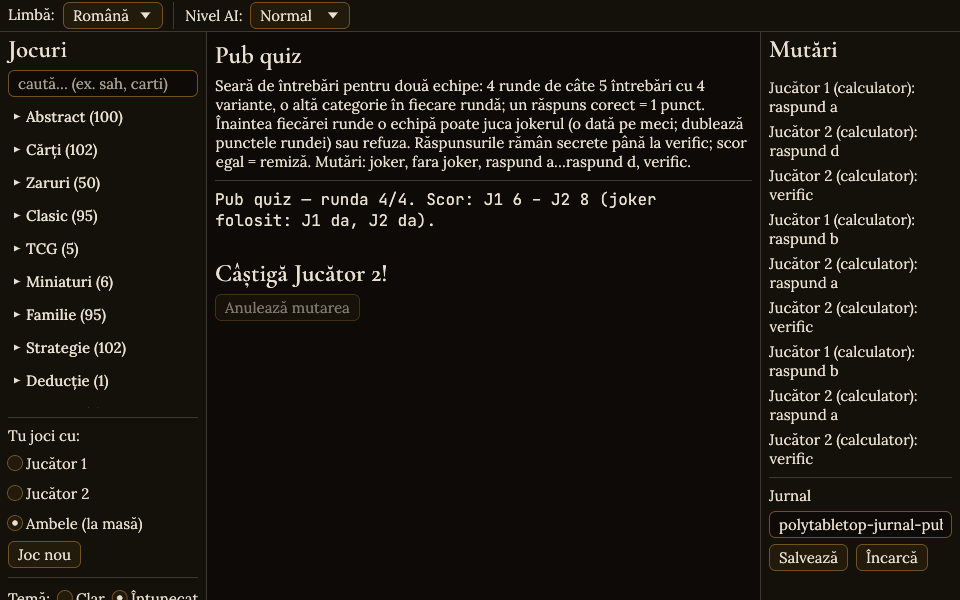 Limbă: Română ▼ Nivel AI: Normal ▼
Jocuri
caută... (ex. sah, carti)
▸ Abstract (100)
▸ Cărți (102)
▸ Zaruri (50)
▸ Clasic (95)
▸ TCG (5)
▸ Miniaturi (6)
▸ Familie (95)
▸ Strategie (102)
▸ Deducție (1)
Tu joci cu:
Jucător 1
Jucător 2
Ambele (la masă)
Joc nou
Temă: Clar Întunecat
Pub quiz
Seară de întrebări pentru două echipe: 4 runde de câte 5 întrebări cu 4
variante, o altă categorie în fiecare rundă; un răspuns corect = 1 punct.
Înaintea fiecărei runde o echipă poate juca jokerul (o dată pe meci; dublează
punctele rundei) sau refuza. Răspunsurile rămân secrete până la verific; scor
egal = remiză. Mutări: joker, fara joker, raspund a...raspund d, verific.
Pub quiz — runda 4/4. Scor: J1 6 – J2 8 (joker
folosit: J1 da, J2 da).
Câștigă Jucător 2!
Anulează mutarea
Mutări
Jucător 1 (calculator):
raspund a
Jucător 2 (calculator):
raspund d
Jucător 2 (calculator):
verific
Jucător 1 (calculator):
raspund b
Jucător 2 (calculator):
raspund a
Jucător 2 (calculator):
verific
Jucător 1 (calculator):
raspund b
Jucător 2 (calculator):
raspund a
Jucător 2 (calculator):
verific
Jurnal
polytabletop-jurnal-pub
Salvează Încarcă